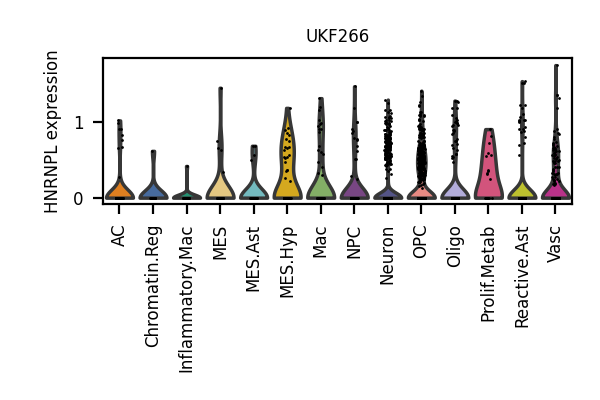 UKF266
HNRNPL expression
1
0
AC
Chromatin.Reg
Inflammatory.Mac
MES
MES.Ast
MES.Hyp
Mac
NPC
Neuron
OPC
Oligo
Prolif.Metab
Reactive.Ast
Vasc